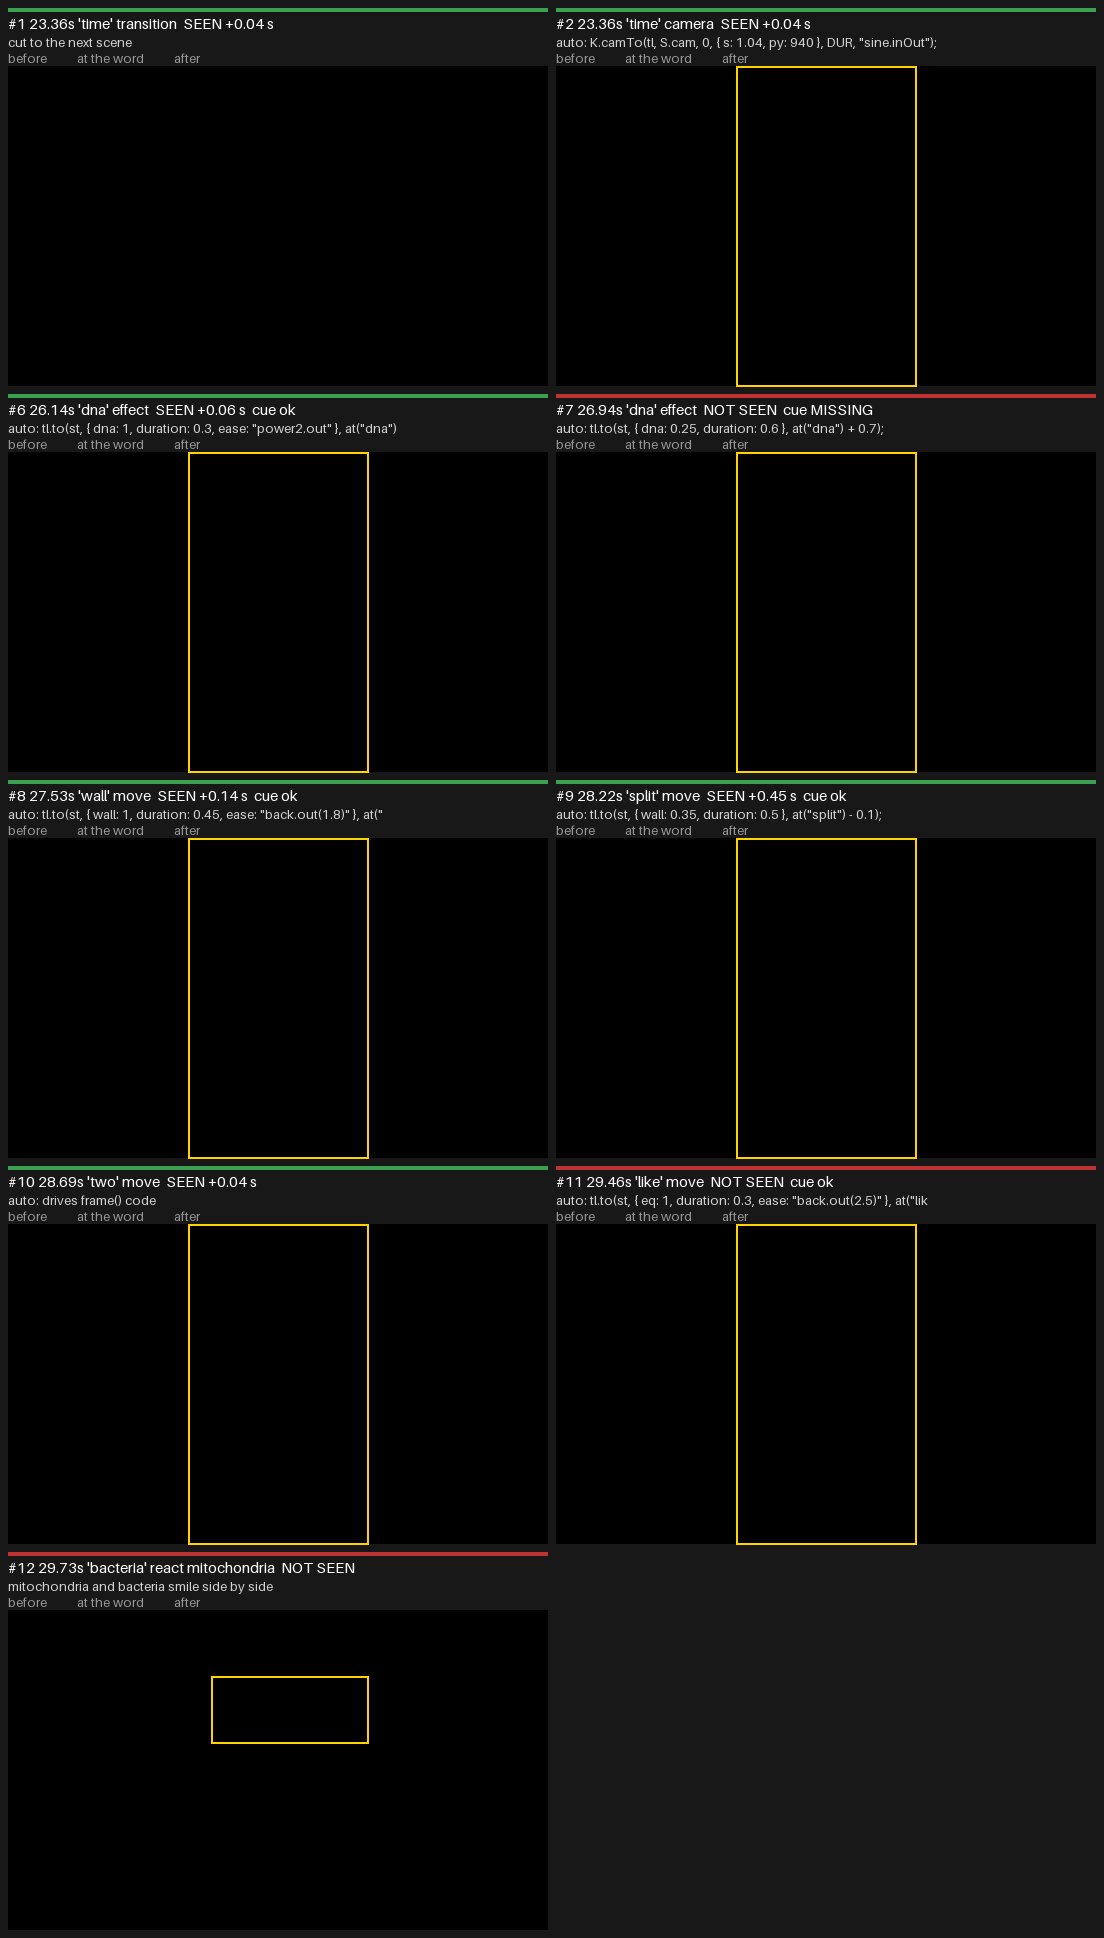 #1 23.36s 'time' transition  SEEN +0.04 s
cut to the next scene
before at the word after
#2 23.36s 'time' camera  SEEN +0.04 s
auto: K.camTo(tl, S.cam, 0, { s: 1.04, py: 940 }, DUR, "sine.inOut");
before at the word after
#6 26.14s 'dna' effect  SEEN +0.06 s  cue ok
auto: tl.to(st, { dna: 1, duration: 0.3, ease: "power2.out" }, at("dna")
before at the word after
#7 26.94s 'dna' effect  NOT SEEN  cue MISSING
auto: tl.to(st, { dna: 0.25, duration: 0.6 }, at("dna") + 0.7);
before at the word after
#8 27.53s 'wall' move  SEEN +0.14 s  cue ok
auto: tl.to(st, { wall: 1, duration: 0.45, ease: "back.out(1.8)" }, at("
before at the word after
#9 28.22s 'split' move  SEEN +0.45 s  cue ok
auto: tl.to(st, { wall: 0.35, duration: 0.5 }, at("split") - 0.1);
before at the word after
#10 28.69s 'two' move  SEEN +0.04 s
auto: drives frame() code
before at the word after
#11 29.46s 'like' move  NOT SEEN  cue ok
auto: tl.to(st, { eq: 1, duration: 0.3, ease: "back.out(2.5)" }, at("lik
before at the word after
#12 29.73s 'bacteria' react mitochondria  NOT SEEN
mitochondria and bacteria smile side by side
before at the word after